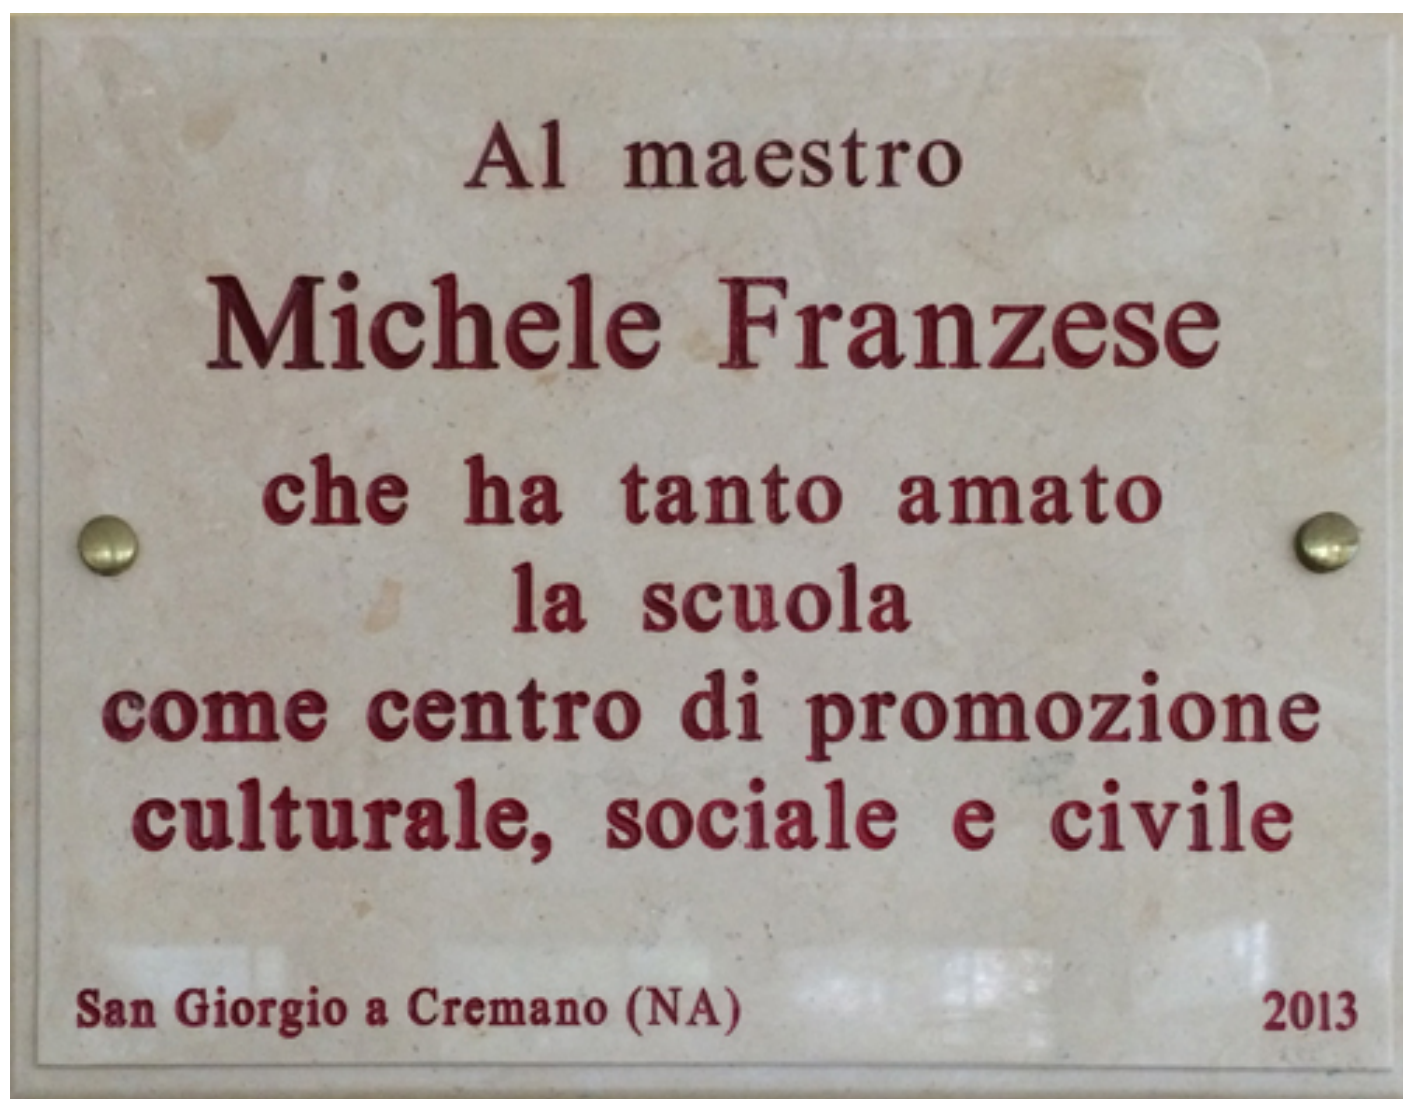 Al maestro
Michele Franzese
che ha tanto amato
la scuola
come centro di promozione
culturale, sociale e civile
San Giorgio a Cremano (NA) 2013